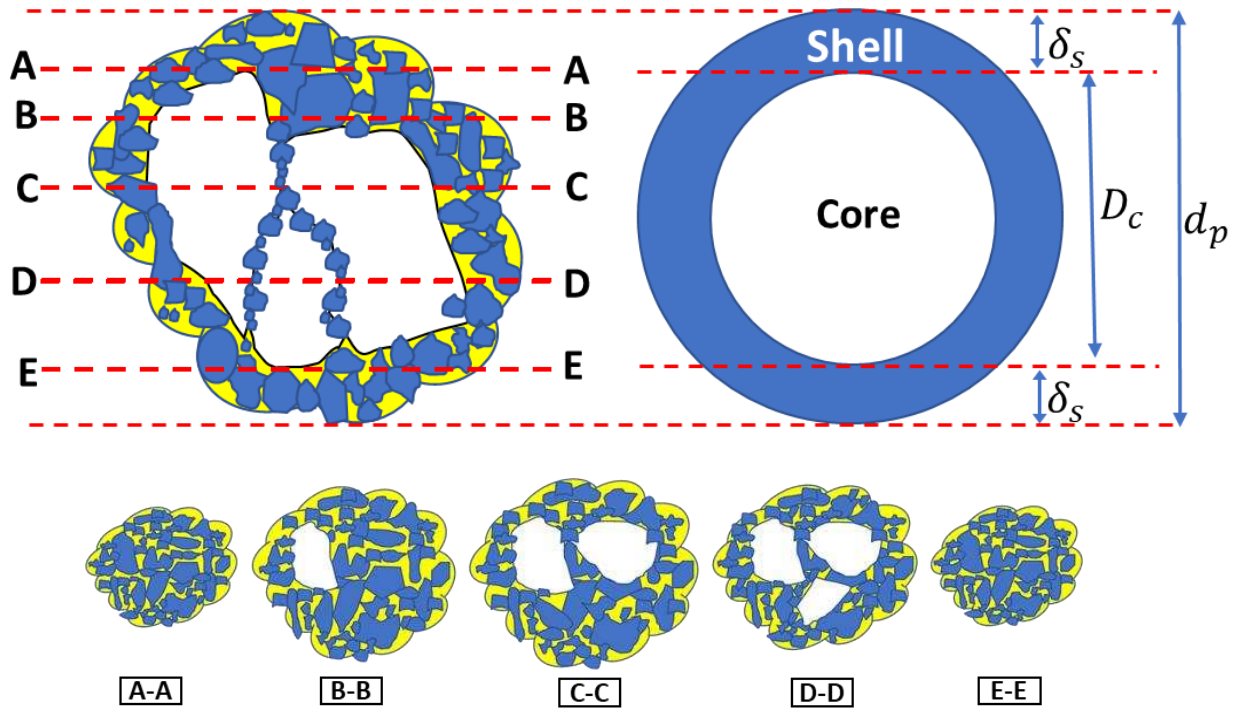 Shell
δs
A A
B B
C C
Core
Dc
dp
D D
E E
δs
A-A B-B C-C D-D E-E